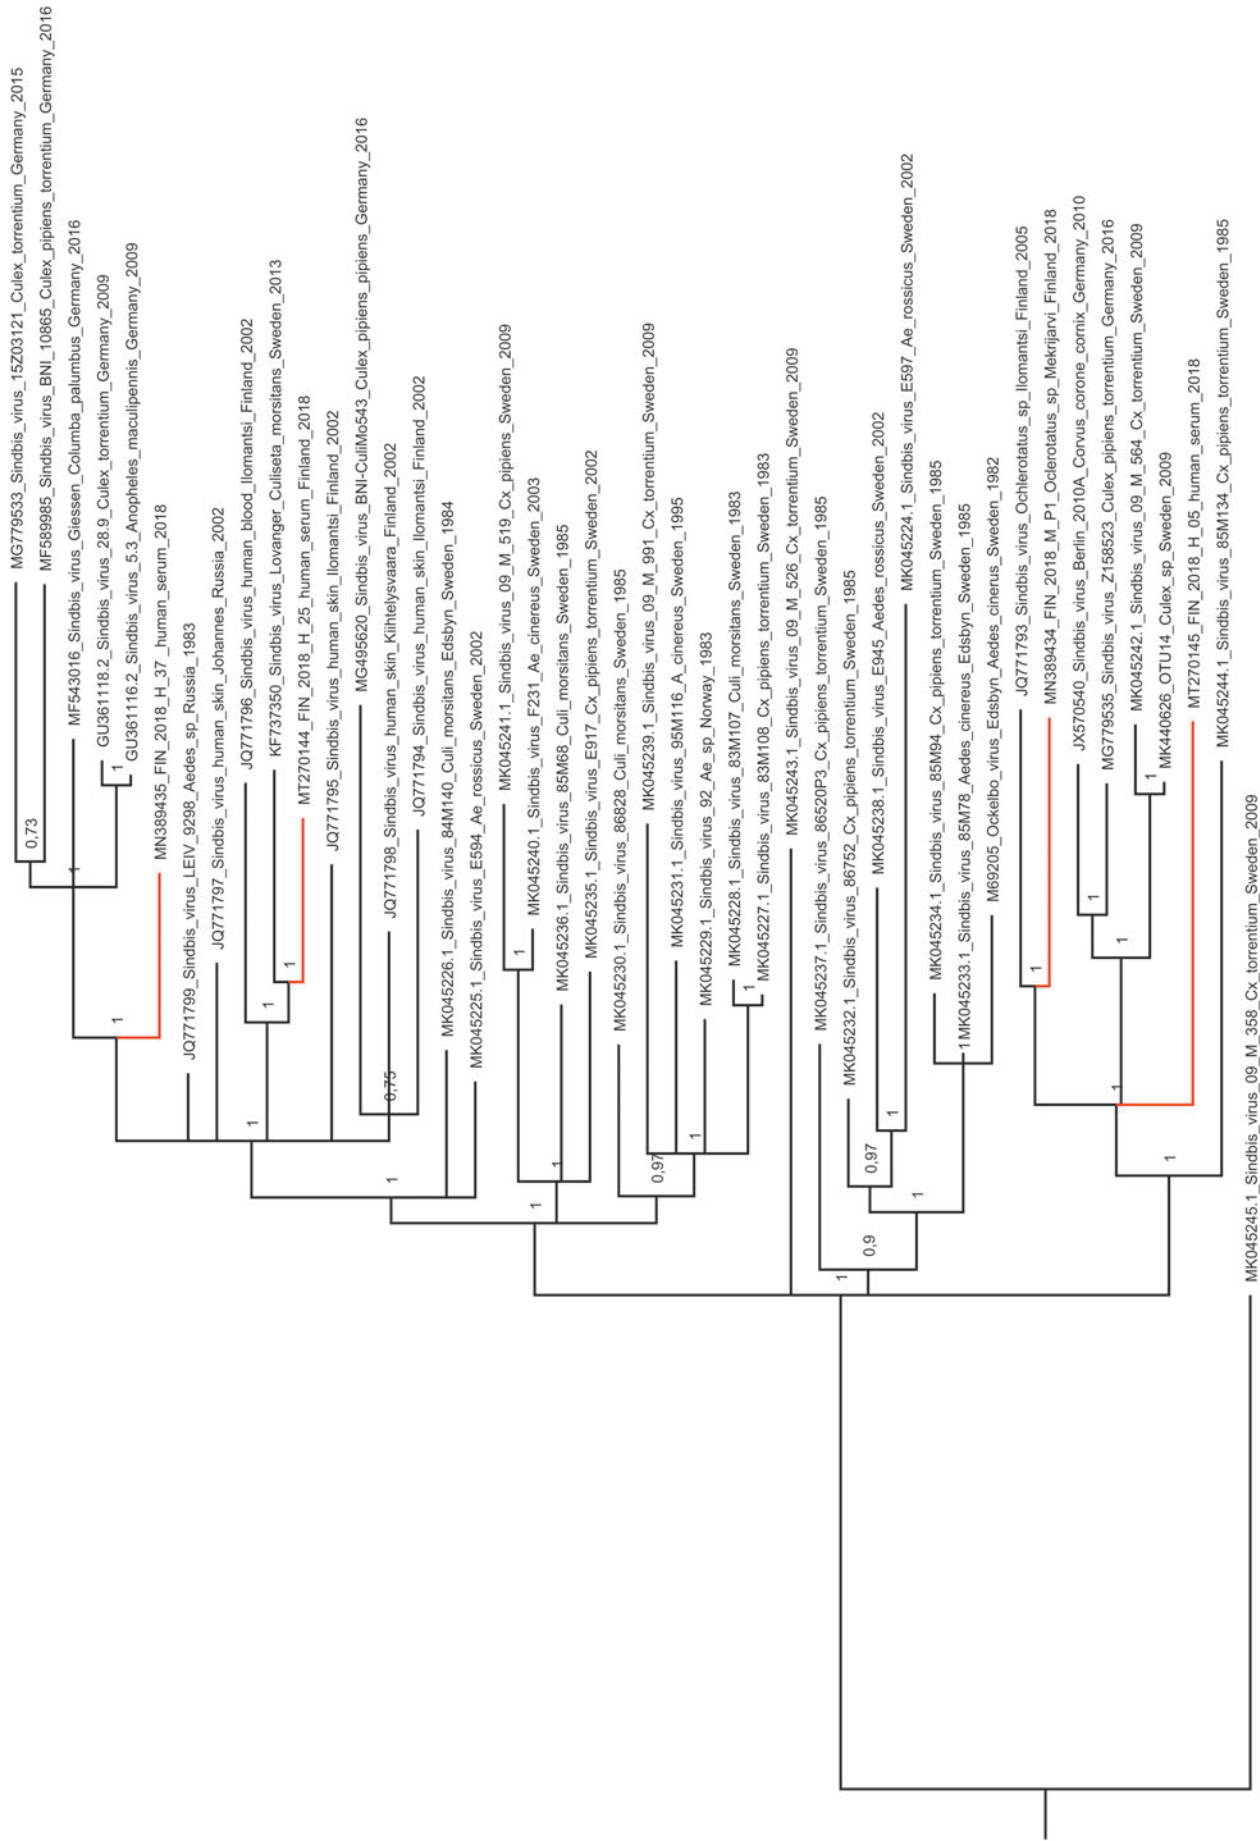 MG779533_Sindbis_virus_15Z03121_Culex_torrentium_Germany_2015
0,73
MF589985_Sindbis_virus_BNI_10865_Culex_pipiens_torrentium_Germany_2016
1
MF543016_Sindbis_virus_Giessen_Columba_palumbus_Germany_2016
GU361118.2_Sindbis_virus_28.9_Culex_torrentium_Germany_2009
1
GU361116.2_Sindbis_virus_5.3_Anopheles_maculipennis_Germany_2009
1
MN389435_FIN_2018_H_37 _human_serum_2018
JQ771799_Sindbis_virus_LEIV_9298_Aedes_sp_Russia_1983
JQ771797_Sindbis_virus_human_skin_Johannes_Russia_2002
1
JQ771796_Sindbis_virus_human_blood_Ilomantsi_Finland_2002
1
KF737350_Sindbis_virus_Lovanger_Culiseta_morsitans_Sweden_2013
1
MT270144_FIN_2018_H_25_human_serum_Finland_2018
JQ771795_Sindbis_virus_human_skin_Ilomantsi_Finland_2002
MG495620_Sindbis_virus_BNI-CuliMo543_Culex_pipiens_pipiens_Germany_2016
0,75
JQ771798_Sindbis_virus_human_skin_Kiihtelysvaara_Finland_2002
1
JQ771794_Sindbis_virus_human_skin_Ilomantsi_Finland_2002
MK045226.1_Sindbis_virus_84M140_Culi_morsitans_Edsbyn_Sweden_1984
MK045225.1_Sindbis_virus_E594_Ae_rossicus_Sweden_2002
MK045241.1_Sindbis_virus_09_M_519_Cx_pipiens_Sweden_2009
1
MK045240.1_Sindbis_virus_F231_Ae_cinereus_Sweden_2003
1
1
MK045236.1_Sindbis_virus_85M68_Culi_morsitans_Sweden_1985
MK045235.1_Sindbis_virus_E917_Cx_pipiens_torrentium_Sweden_2002
MK045230.1_Sindbis_virus_86828_Culi_morsitans_Sweden_1985
0,97
MK045239.1_Sindbis_virus_09_M_991_Cx_torrentium_Sweden_2009
MK045231.1_Sindbis_virus_95M116_A_cinereus_Sweden_1995
1
MK045229.1_Sindbis_virus_92_Ae_sp_Norway_1983
MK045228.1_Sindbis_virus_83M107_Culi_morsitans_Sweden_1983
1
MK045227.1_Sindbis_virus_83M108_Cx_pipiens_torrentium_Sweden_1983
MK045243.1_Sindbis_virus_09_M_526_Cx_torrentium_Sweden_2009
MK045237.1_Sindbis_virus_86520P3_Cx_pipiens_torrentium_Sweden_1985
1
MK045232.1_Sindbis_virus_86752_Cx_pipiens_torrentium_Sweden_1985
0,9
0,97
MK045238.1_Sindbis_virus_E945_Aedes_rossicus_Sweden_2002
1
MK045224.1_Sindbis_virus_E597_Ae_rossicus_Sweden_2002
1
MK045234.1_Sindbis_virus_85M94_Cx_pipiens_torrentium_Sweden_1985
1
MK045233.1_Sindbis_virus_85M78_Aedes_cinereus_Edsbyn_Sweden_1985
M69205_Ockelbo_virus_Edsbyn_Aedes_cinerus_Sweden_1982
JQ771793_Sindbis_virus_Ochlerotatus_sp_Ilomantsi_Finland_2005
1
MN389434_FIN_2018_M_P1_Oclerotatus_sp_Mekrijarvi_Finland_2018
JX570540_Sindbis_virus_Berlin_2010A_Corvus_corone_cornix_Germany_2010
1
MG779535_Sindbis_virus_Z158523_Culex_pipiens_torrentium_Germany_2016
1
1
MK045242.1_Sindbis_virus_09_M_564_Cx_torrentium_Sweden_2009
1
MK440626_OTU14_Culex_sp_Sweden_2009
1
MT270145_FIN_2018_H_05_human_serum_2018
MK045244.1_Sindbis_virus_85M134_Cx_pipiens_torrentium_Sweden_1985
MK045245.1_Sindbis_virus_09_M_358_Cx_torrentium_Sweden_2009